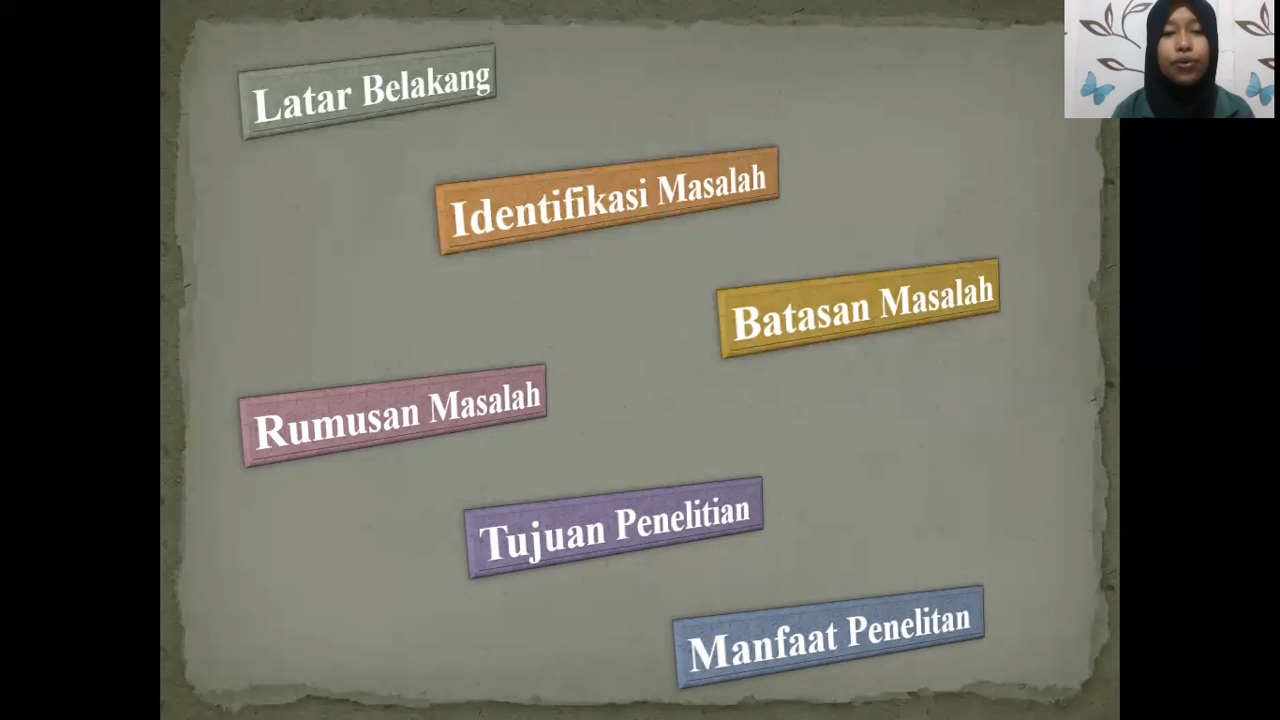 Latar Belakang
Identifikasi Masalah
Batasan Masalah
Rumusan Masalah
Tujuan Penelitian
Manfaat Penelitan